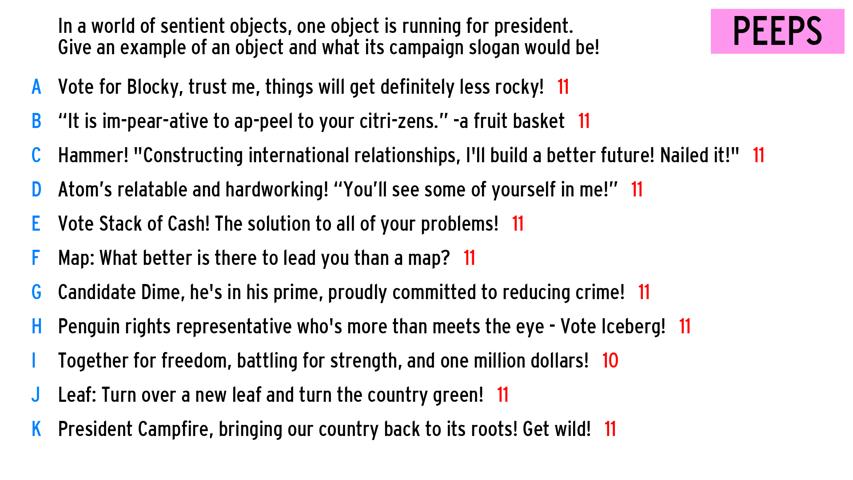 In a world of sentient objects, one object is running for president.
Give an example of an object and what its campaign slogan would be!
PEEPS
A Vote for Blocky, trust me, things will get definitely less rocky! 11
B “It is im-pear-ative to ap-peel to your citri-zens.” -a fruit basket 11
C Hammer! "Constructing international relationships, I'll build a better future! Nailed it!" 11
D Atom’s relatable and hardworking! “You’ll see some of yourself in me!” 11
E Vote Stack of Cash! The solution to all of your problems! 11
F Map: What better is there to lead you than a map? 11
G Candidate Dime, he's in his prime, proudly committed to reducing crime! 11
H Penguin rights representative who's more than meets the eye - Vote Iceberg! 11
I Together for freedom, battling for strength, and one million dollars! 10
J Leaf: Turn over a new leaf and turn the country green! 11
K President Campfire, bringing our country back to its roots! Get wild! 11